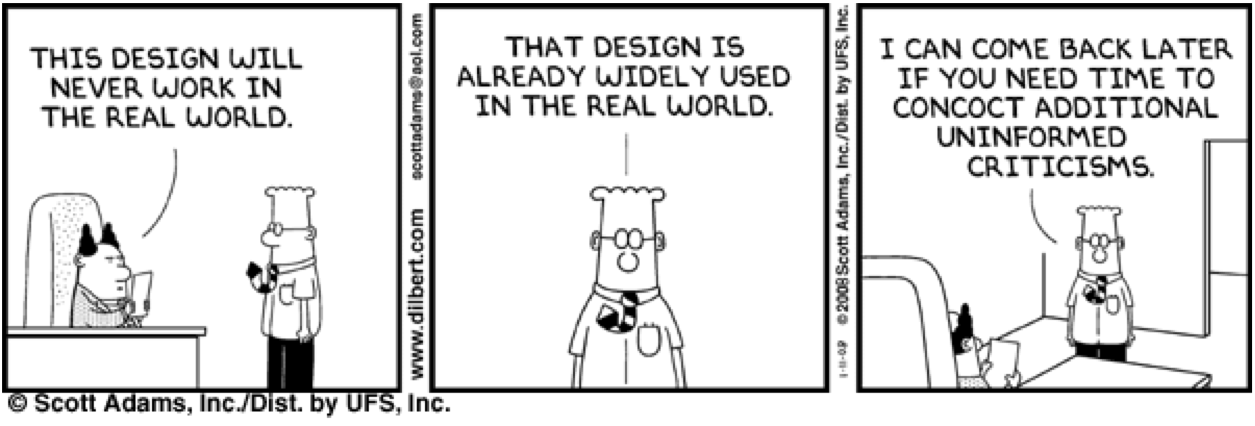 THIS DESIGN WILL
NEVER WORK IN
THE REAL WORLD.
www.dilbert.com scottadams@aol.com
THAT DESIGN IS
ALREADY WIDELY USED
IN THE REAL WORLD.
©2008 Scott Adams, Inc./Dist. by UFS, Inc.
I CAN COME BACK LATER
IF YOU NEED TIME TO
CONCOCT ADDITIONAL
UNINFORMED
CRITICISMS.
© Scott Adams, Inc./Dist. by UFS, Inc.